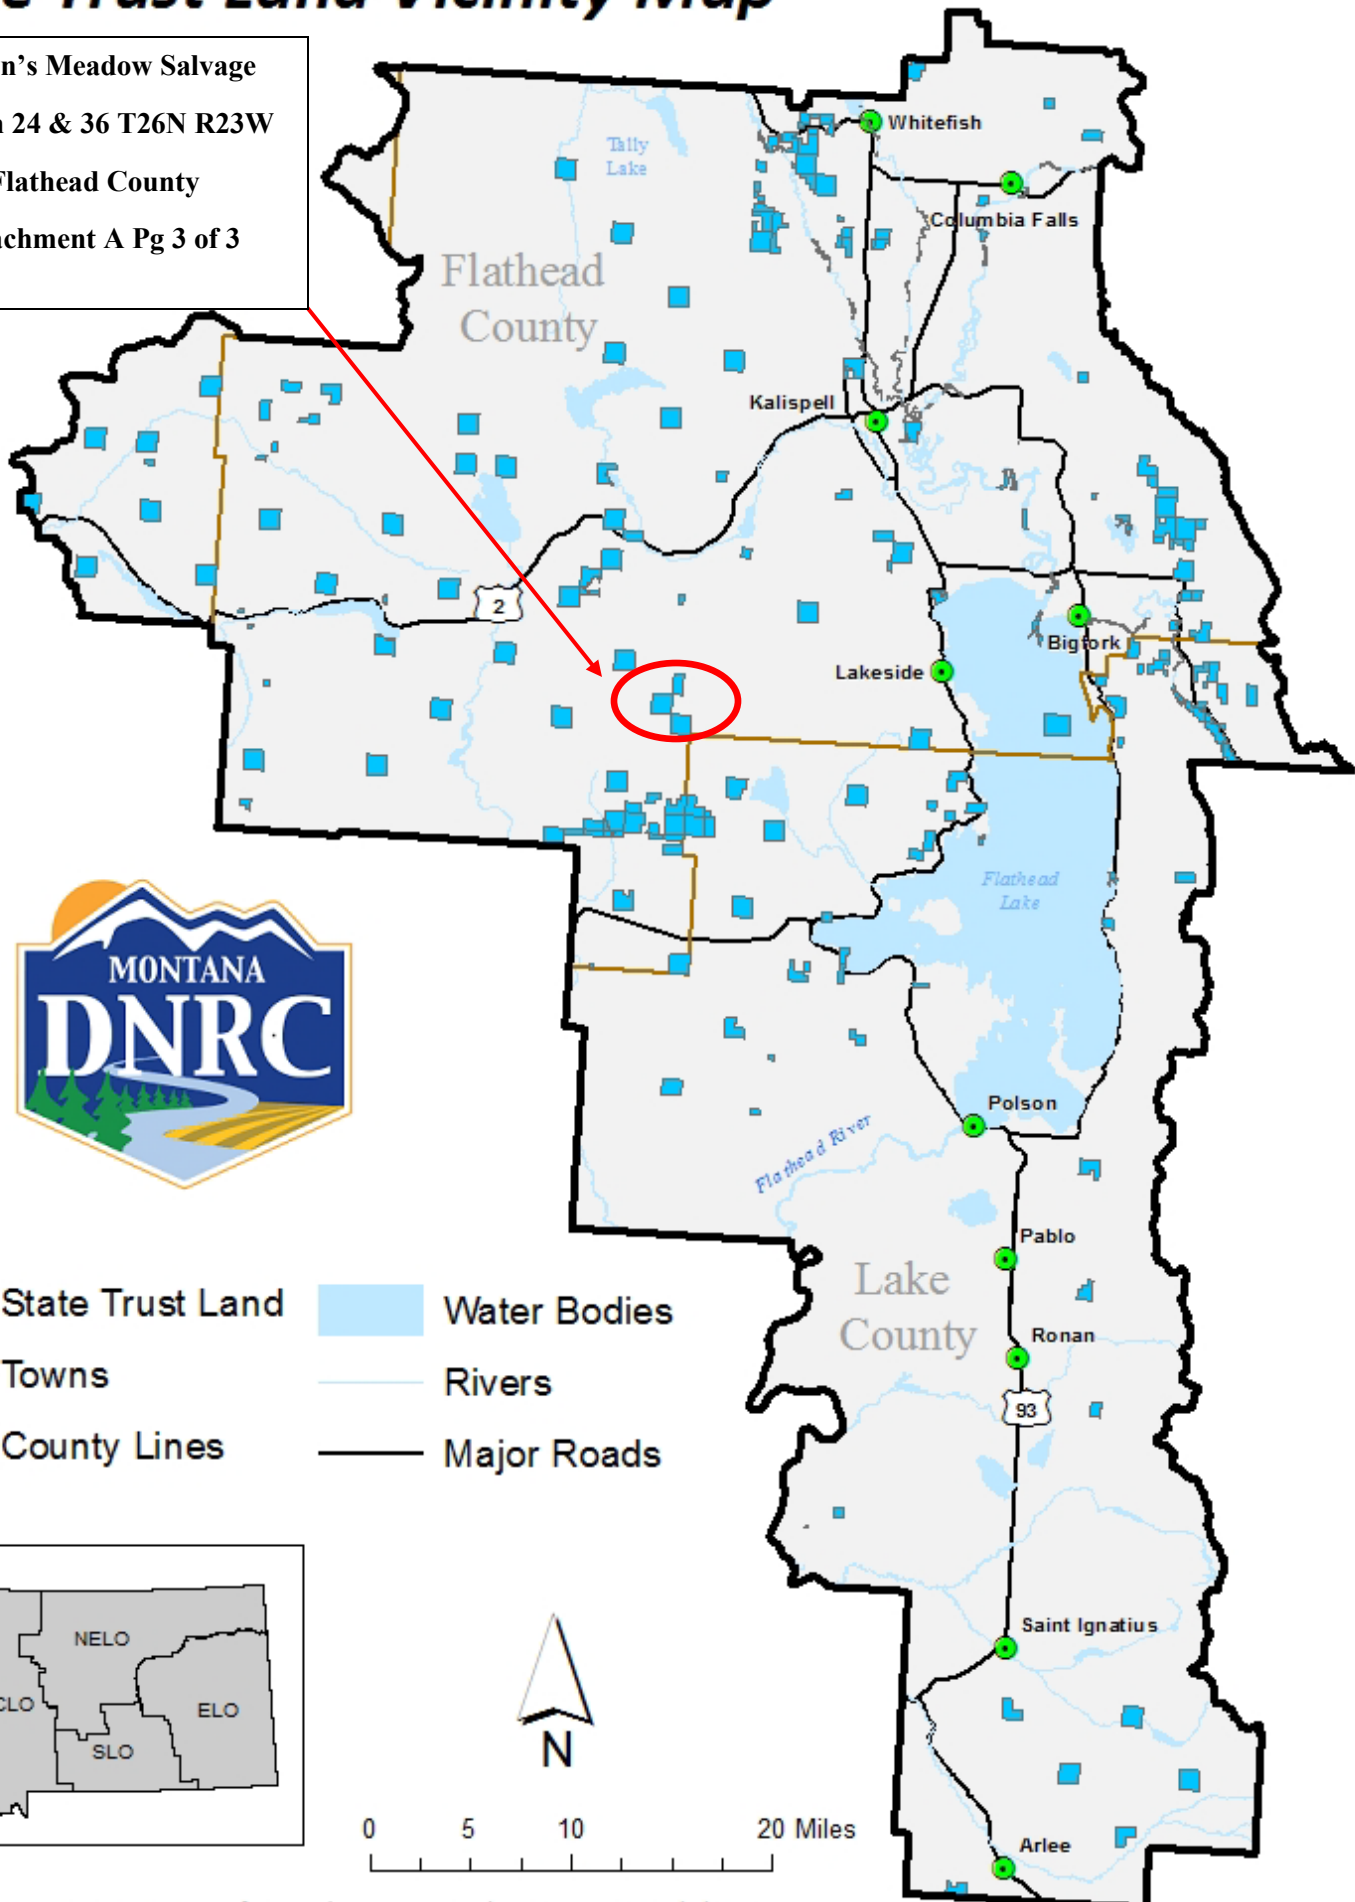 Trust Land Vicinity Map
n's Meadow Salvage
24 & 36 T26N R23W
Flathead County
achment A Pg 3 of 3
Whitefish
Tally
Lake
Columbia Falls
Flathead
County
Kalispell
2
Bigfork
Lakeside
Flathead
Lake
MONTANA
DNRC
Polson
Flathead River
Pablo
Lake
County
State Trust Land
Water Bodies
Ronan
Towns
Rivers
93
County Lines
Major Roads
Saint Ignatius
NELO
CLO
ELO
SLO
N
0 5 10 20 Miles
Arlee